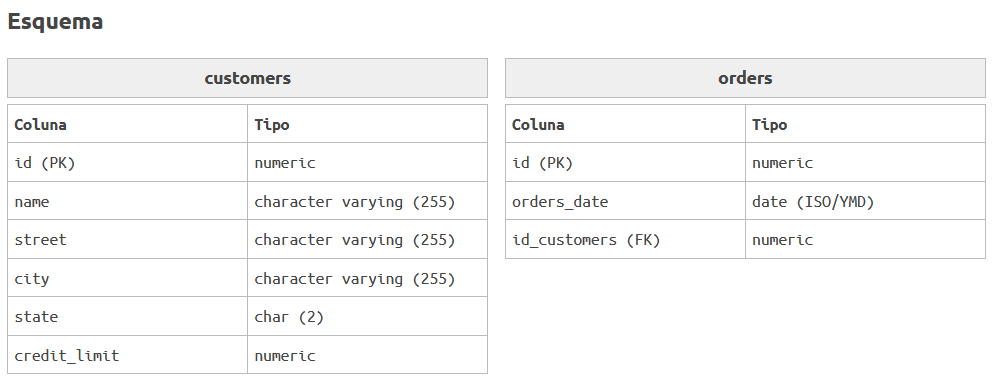 Esquema
customers
Coluna Tipo
id (PK) numeric
name character varying (255)
street character varying (255)
city character varying (255)
state char (2)
credit_limit numeric
orders
Coluna Tipo
id (PK) numeric
orders_date date (ISO/YMD)
id_customers (FK) numeric